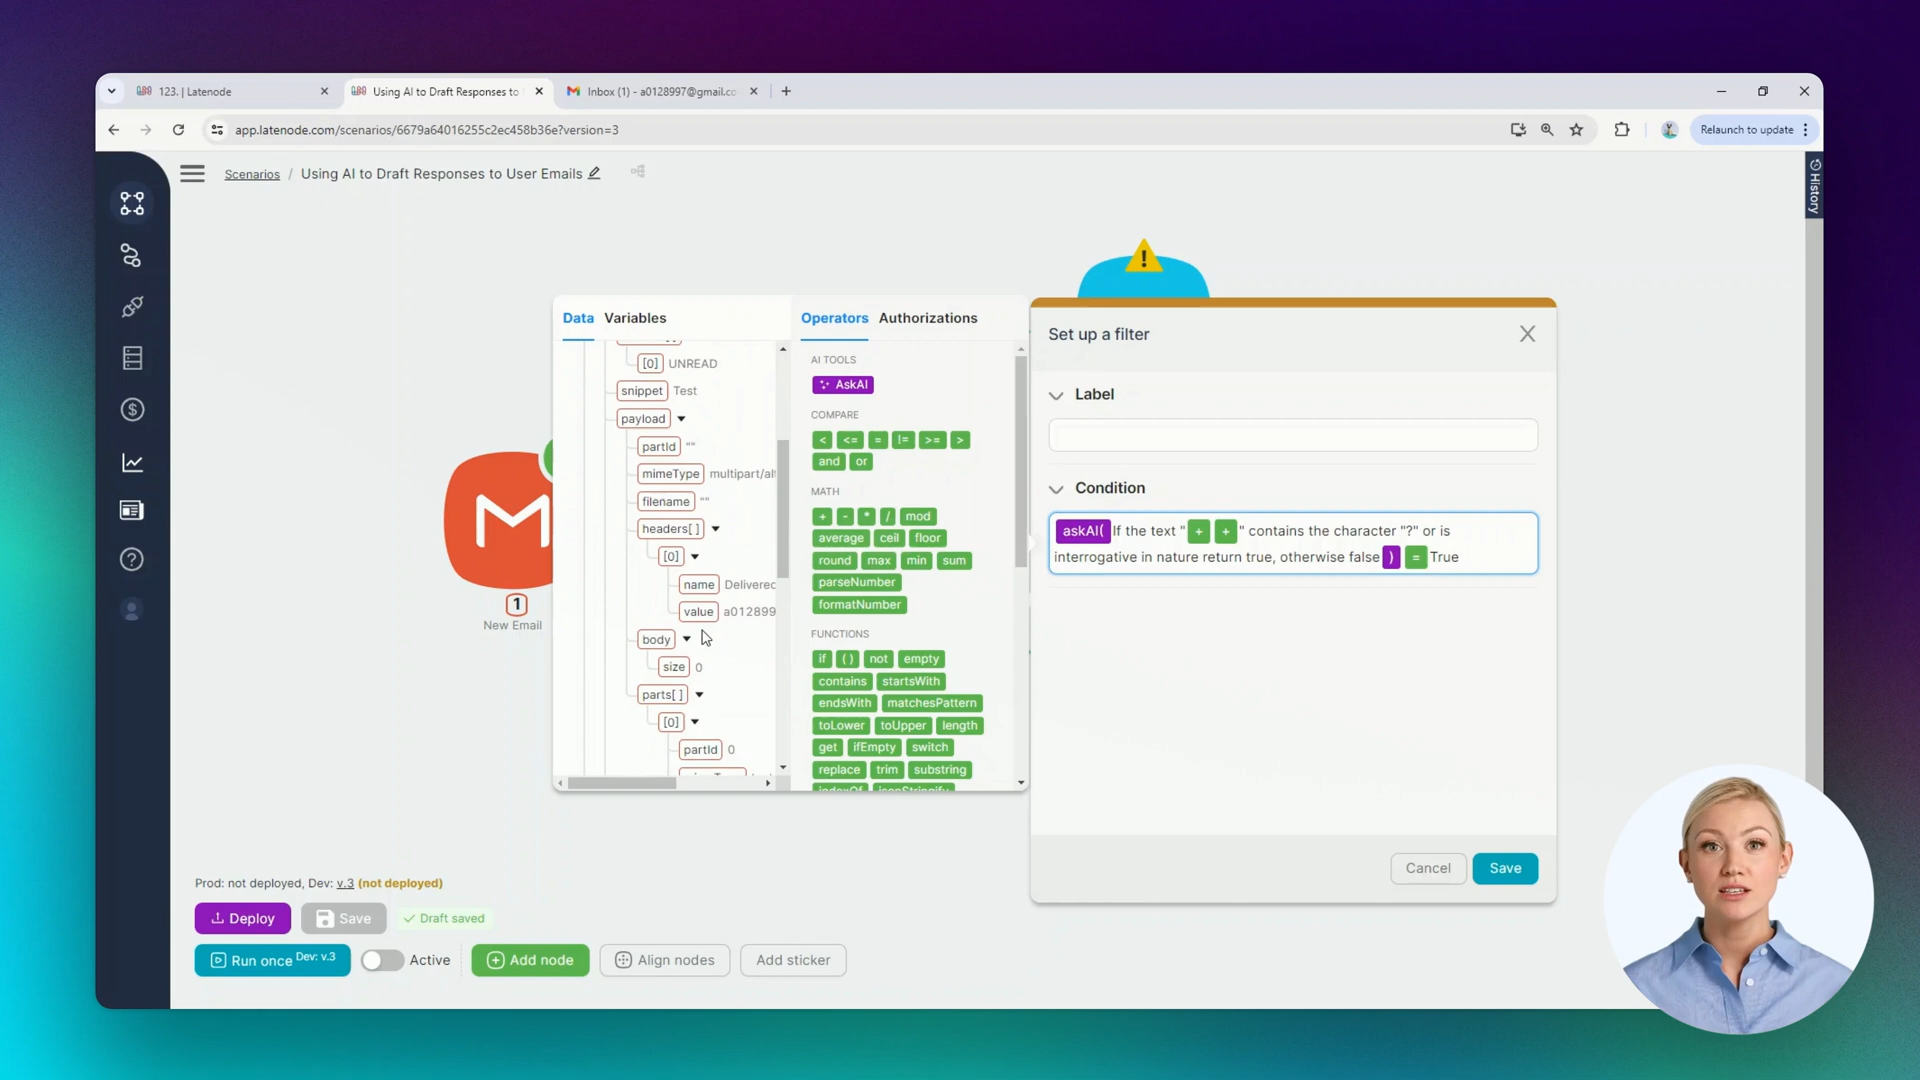 123. | Latenode
Using AI to Draft Responses to
Inbox (1) - a0128997@gmail.co
app.latenode.com/scenarios/6679a64016255c2ec458b36e?version=3
Relaunch to update
Scenarios / Using AI to Draft Responses to User Emails
History
Data Variables
Operators Authorizations
[0] UNREAD
snippet Test
payload
partId ""
mimeType multipart/alt
filename ""
headers[ ]
[0]
name Delivered
value a012899
body
size 0
parts[ ]
[0]
partId 0
AI TOOLS
AskAI
COMPARE
< <= = != >= >
and or
MATH
+ - * / mod
average ceil floor
round max min sum
parseNumber
formatNumber
FUNCTIONS
if ( ) not empty
contains startsWith
endsWith matchesPattern
toLower toUpper length
get ifEmpty switch
replace trim substring
indexOf jsonStringify
Set up a filter
Label
Condition
askAI( If the text " + + " contains the character "?" or is
interrogative in nature return true, otherwise false ) = True
Cancel Save
1
New Email
Prod: not deployed, Dev: v.3 (not deployed)
Deploy Save Draft saved
Run once Dev: v.3 Active Add node Align nodes Add sticker